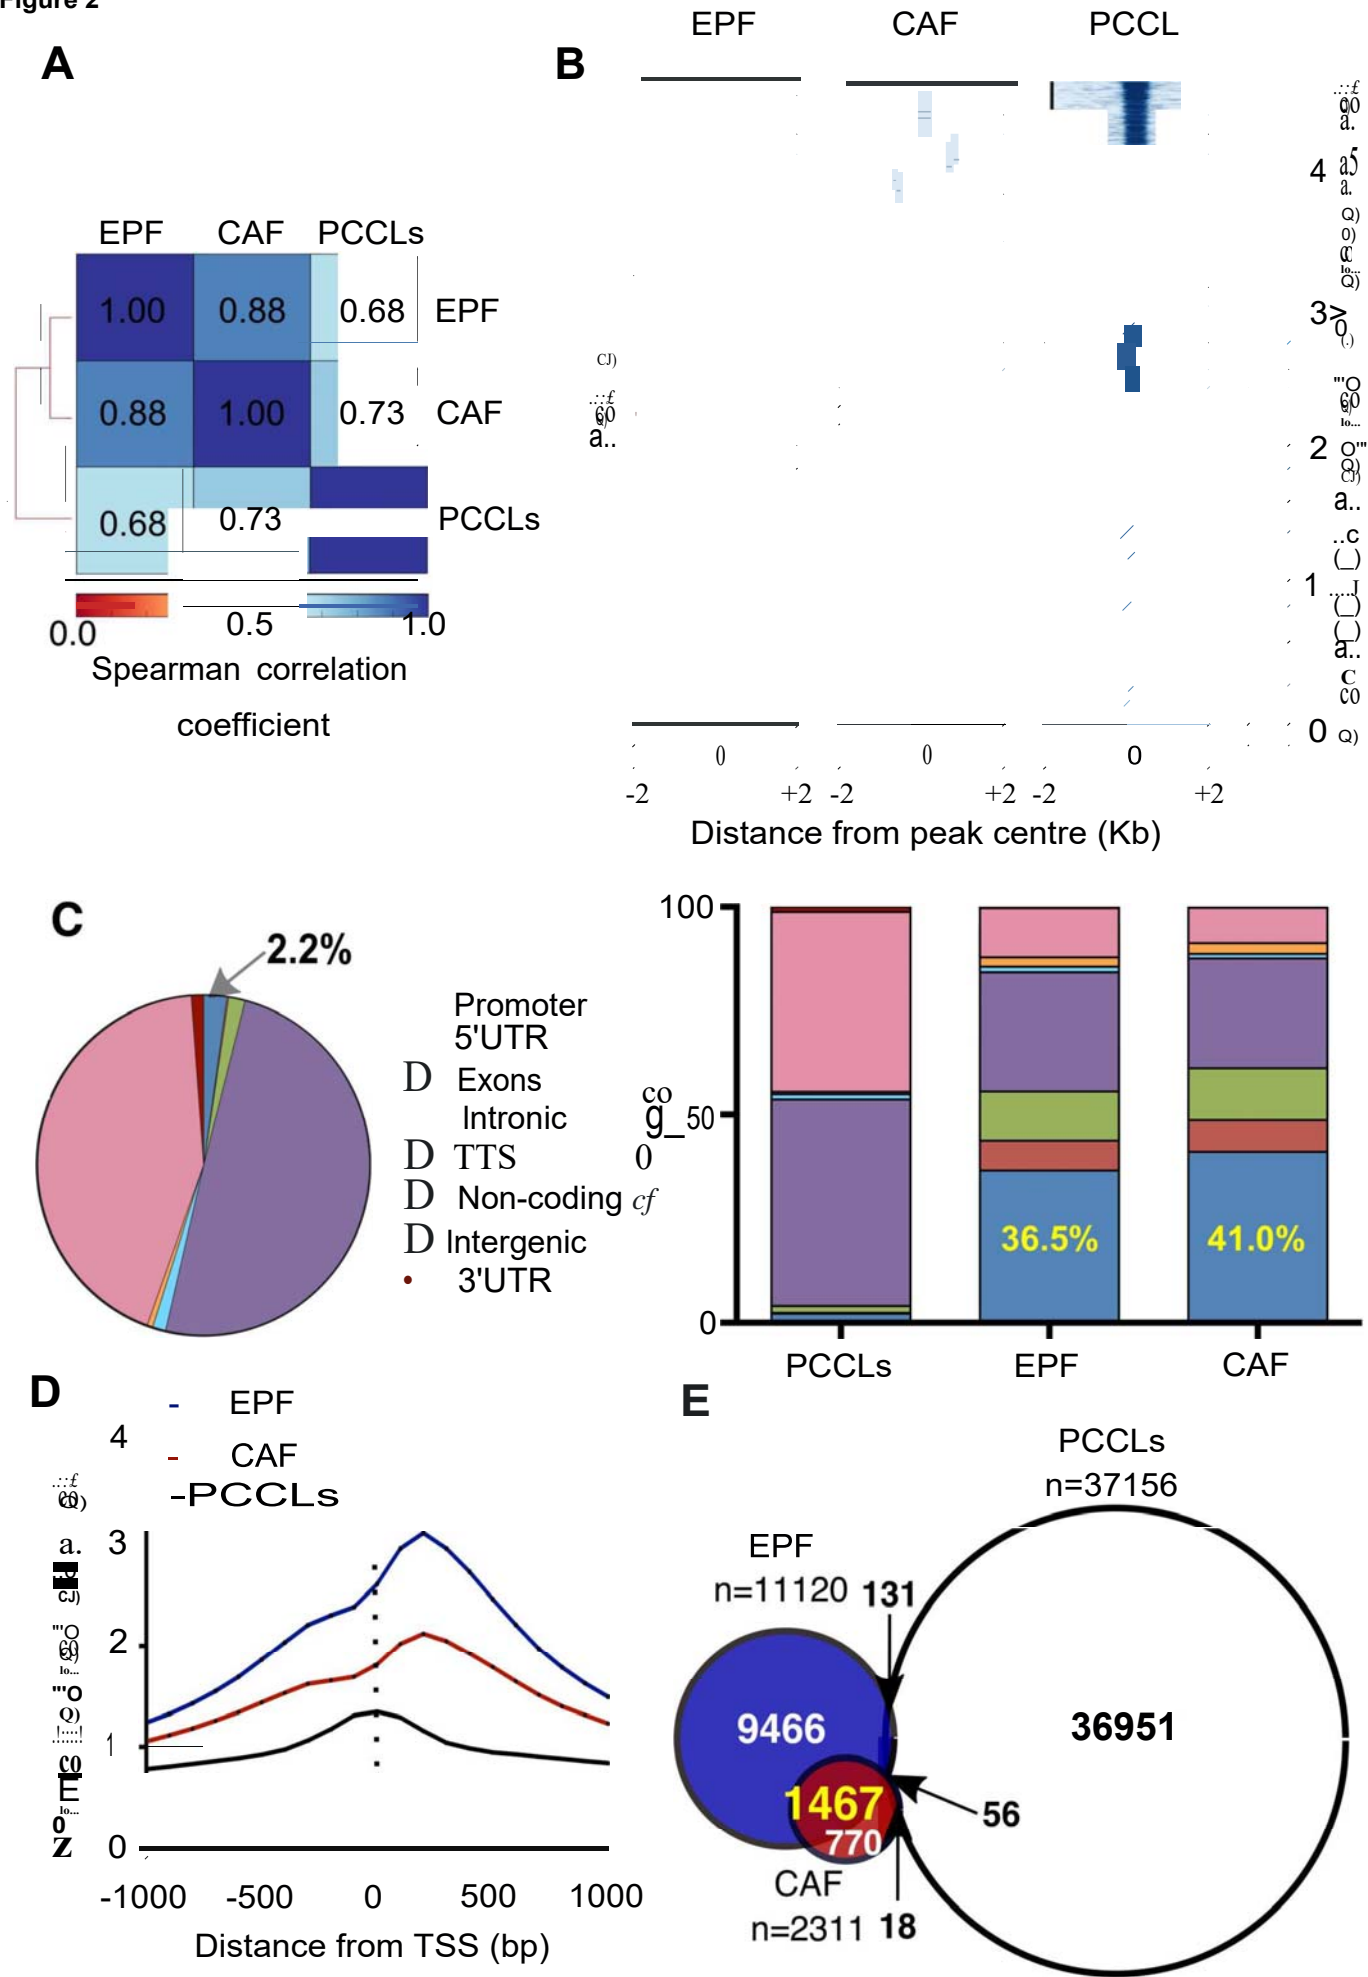 Figure 2
A
EPF CAF PCCLs
1.00 0.88 0.68 EPF
0.88 1.00 0.73 CAF
0.68 0.73 PCCLs
0.0 0.5 1.0
Spearman correlation
coefficient
B
EPF CAF PCCL
4
3
2
1
0
0 0 0
-2 +2 -2 +2 -2 +2
Distance from peak centre (Kb)
C
2.2%
Promoter
5'UTR
D Exons
Intronic
D TTS
D Non-coding
D Intergenic
3'UTR
100
50
0
36.5% 41.0%
PCCLs EPF CAF
D
EPF
CAF
-PCCLs
4
3
2
1
0
-1000 -500 0 500 1000
Distance from TSS (bp)
E
PCCLs
n=37156
EPF
n=11120 131
9466
36951
1467
770
56
CAF
n=2311 18